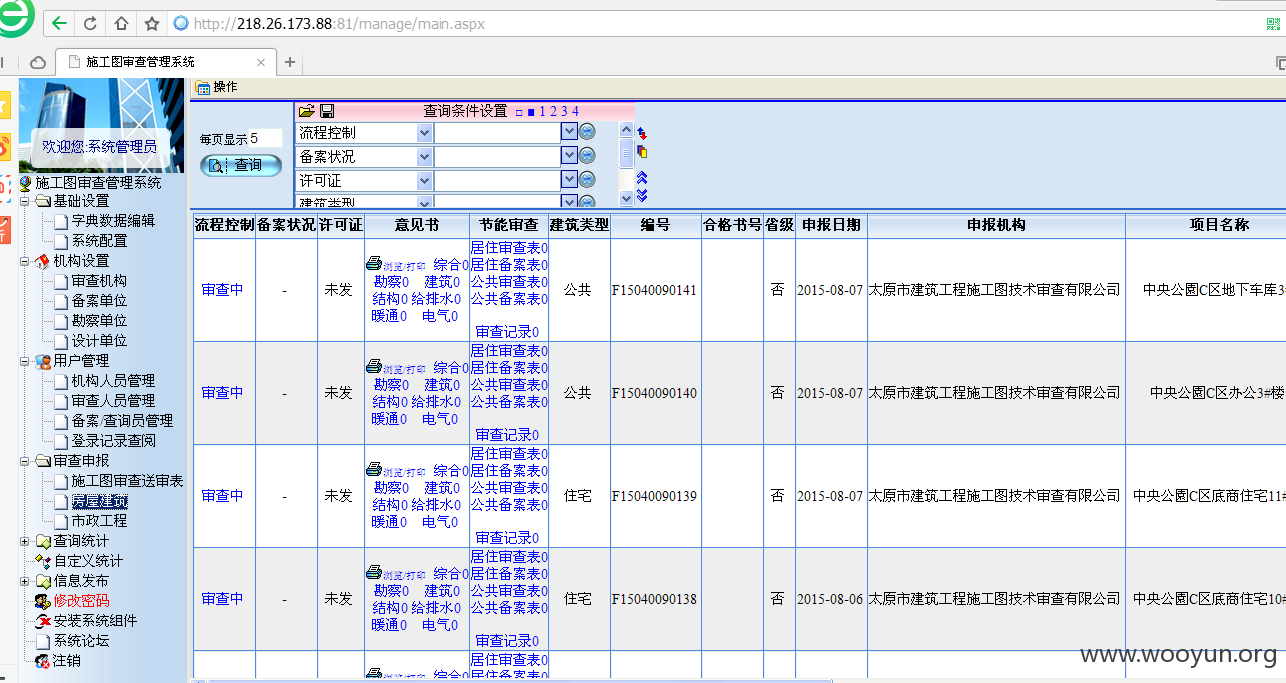 http://218.26.173.88:81/manage/main.aspx
施工图审查管理系统
欢迎您:系统管理员
施工图审查管理系统
基础设置
字典数据编辑
系统配置
机构设置
审查机构
备案单位
勘察单位
设计单位
用户管理
机构人员管理
审查人员管理
备案/查询员管理
登录记录查阅
审查申报
施工图审查送审表
房屋建筑
市政工程
查询统计
自定义统计
信息发布
修改密码
安装系统组件
系统论坛
注销
操作
每页显示 5
查询
查询条件设置 1 2 3 4
流程控制
备案状况
许可证
建筑类型
流程控制 备案状况 许可证 意见书 节能审查 建筑类型 编号 合格书号 省级 申报日期 申报机构 项目名称
审查中 - 未发 浏览/打印 综合0 勘察0 建筑0 结构0 给排水0 暖通0 电气0 居住审查表0 居住备案表0 公共审查表0 公共备案表0 审查记录0 公共 F15040090141 否 2015-08-07 太原市建筑工程施工图技术审查有限公司 中央公園C区地下车库3
审查中 - 未发 浏览/打印 综合0 勘察0 建筑0 结构0 给排水0 暖通0 电气0 居住审查表0 居住备案表0 公共审查表0 公共备案表0 审查记录0 公共 F15040090140 否 2015-08-07 太原市建筑工程施工图技术审查有限公司 中央公園C区办公3#楼
审查中 - 未发 浏览/打印 综合0 勘察0 建筑0 结构0 给排水0 暖通0 电气0 居住审查表0 居住备案表0 公共审查表0 公共备案表0 审查记录0 住宅 F15040090139 否 2015-08-07 太原市建筑工程施工图技术审查有限公司 中央公園C区底商住宅11#
审查中 - 未发 浏览/打印 综合0 勘察0 建筑0 结构0 给排水0 暖通0 电气0 居住审查表0 居住备案表0 公共审查表0 公共备案表0 审查记录0 住宅 F15040090138 否 2015-08-06 太原市建筑工程施工图技术审查有限公司 中央公園C区底商住宅10#
浏览/打印 综合0 居住审查表0
居住备案表0
www.wooyun.org